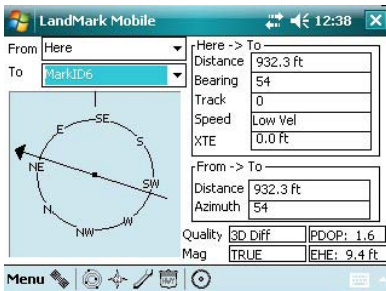 LandMark Mobile 12:38
From Here
To MarkID6
Here -> To
Distance 932.3 ft
Bearing 54
Track 0
Speed Low Vel
XTE 0.0 ft
From -> To
Distance 932.3 ft
Azimuth 54
Quality 3D Diff PDOP: 1.6
Mag TRUE EHE: 9.4 ft
SE
E
S
NE
SW
N
W
NW
Menu